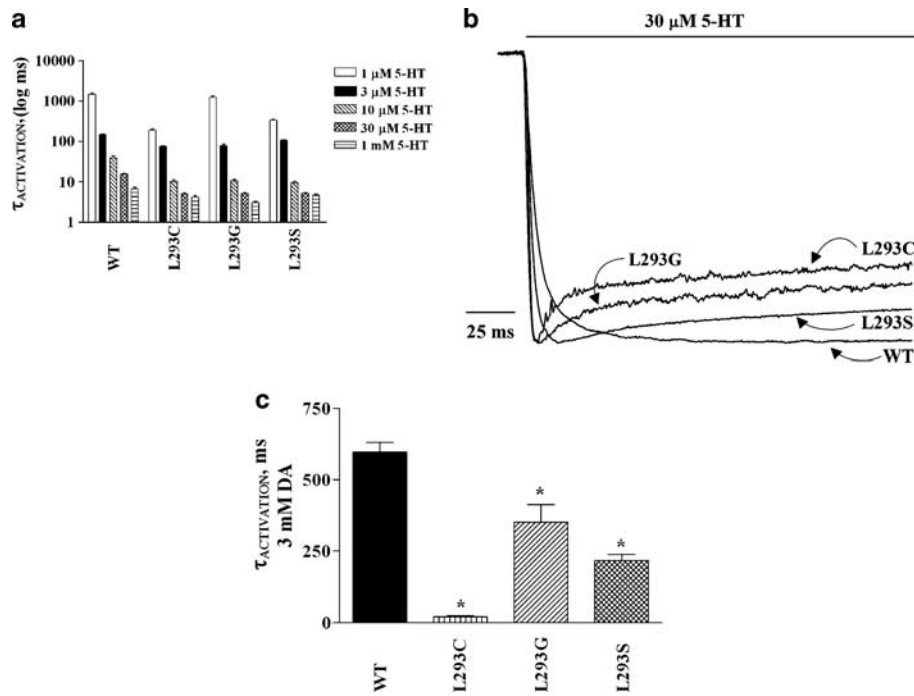 a
τACTIVATION, (log ms)
10000
1000
100
10
1
WT
L293C
L293G
L293S
1 µM 5-HT
3 µM 5-HT
10 µM 5-HT
30 µM 5-HT
1 mM 5-HT
b
30 µM 5-HT
L293C
L293G
L293S
WT
25 ms
c
τACTIVATION, ms
3 mM DA
750
500
250
0
*
*
*
WT
L293C
L293G
L293S